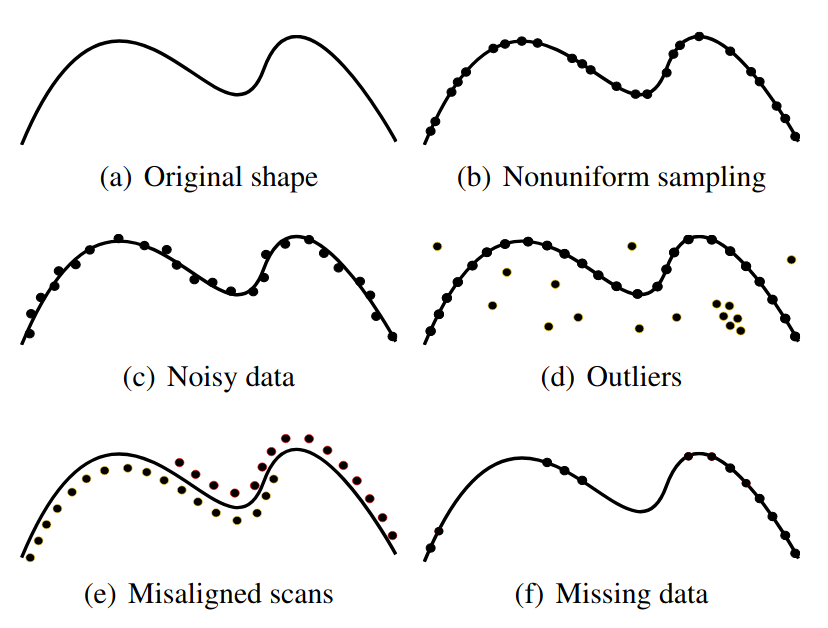 (a) Original shape
(b) Nonuniform sampling
(c) Noisy data
(d) Outliers
(e) Misaligned scans
(f) Missing data